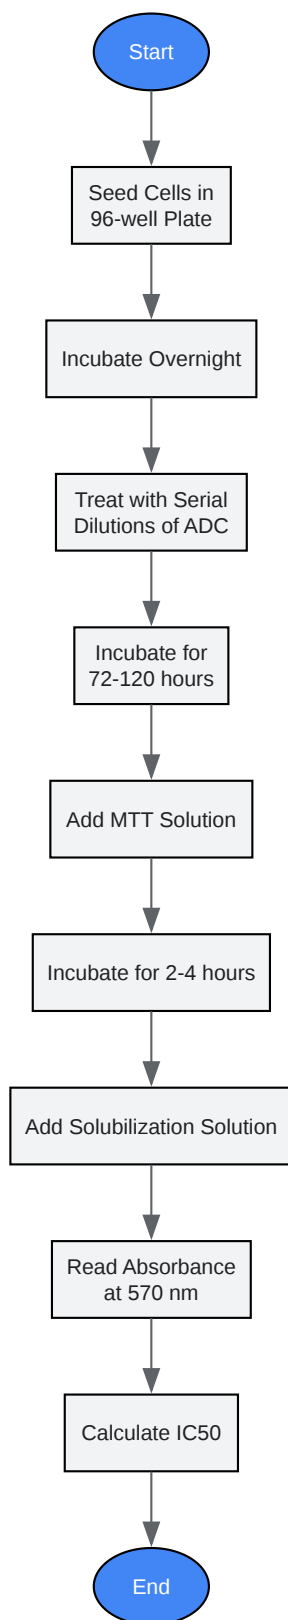 Start
Seed Cells in
96-well Plate
Incubate Overnight
Treat with Serial
Dilutions of ADC
Incubate for
72-120 hours
Add MTT Solution
Incubate for 2-4 hours
Add Solubilization Solution
Read Absorbance
at 570 nm
Calculate IC50
End